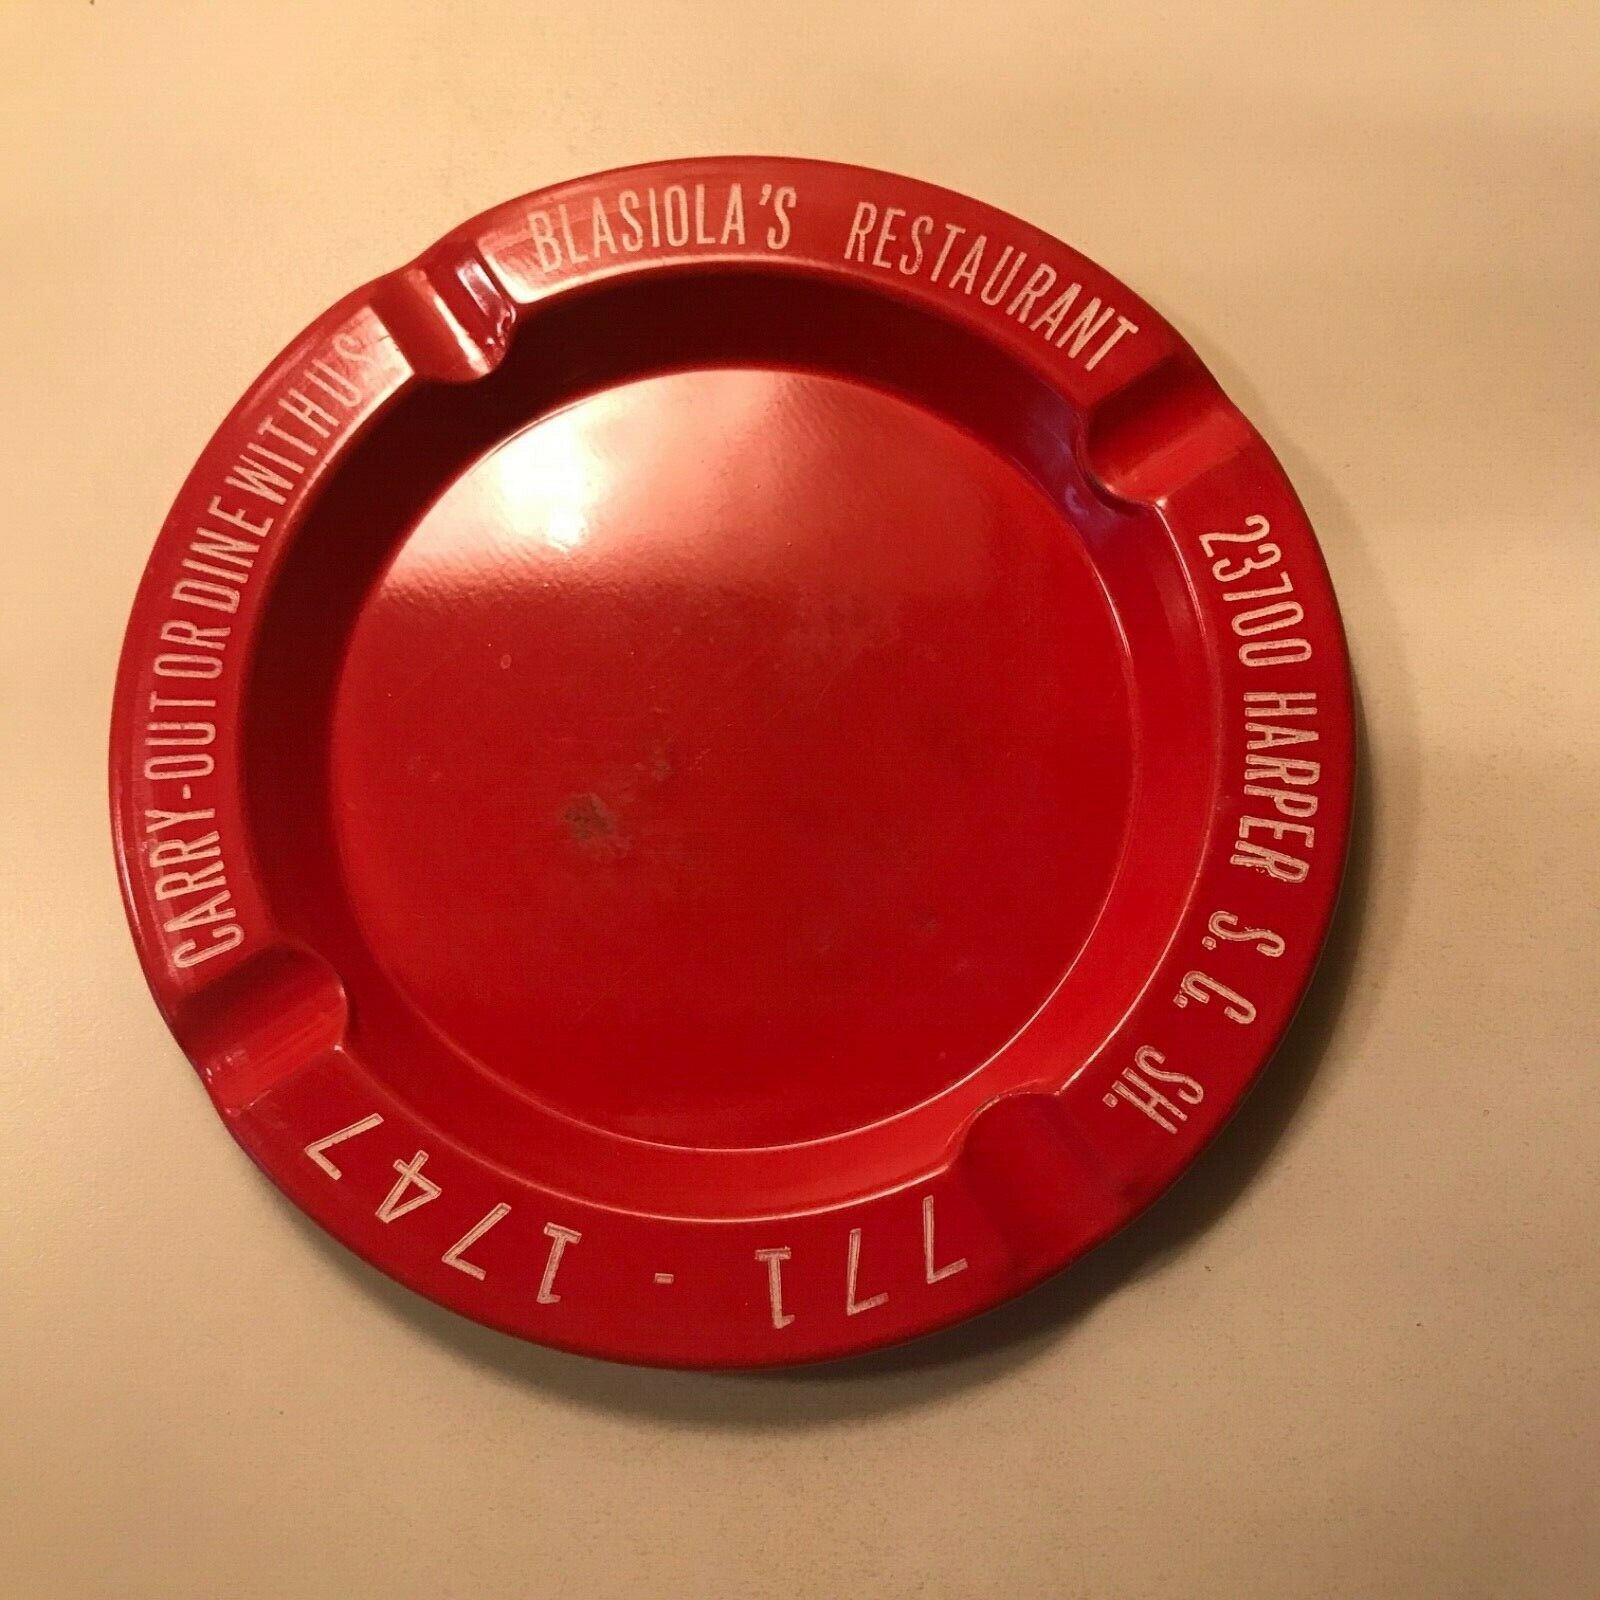 BLASIOLA'S RESTAURANT
23700 HARPER S.C. SH.
771-1747
CARRY-OUT OR DINE WITH US